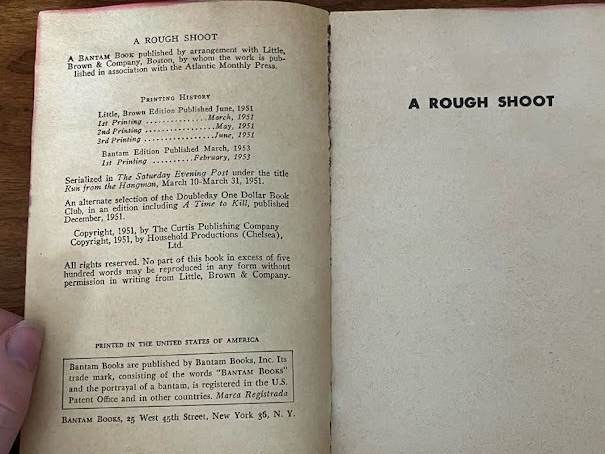 A ROUGH SHOOT
A BANTAM BOOK published by arrangement with Little,
Brown & Company, Boston, by whom the work is pub-
lished in association with the Atlantic Monthly Press.
PRINTING HISTORY
Little, Brown Edition Published June, 1951
1st Printing ...............March, 1951
2nd Printing .................May, 1951
3rd Printing ................June, 1951
Bantam Edition Published March, 1953
1st Printing ..........February, 1953
Serialized in The Saturday Evening Post under the title
Run from the Hangman, March 10-March 31, 1951.
An alternate selection of the Doubleday One Dollar Book
Club, in an edition including A Time to Kill, published
December, 1951.
Copyright, 1951, by The Curtis Publishing Company
Copyright, 1951, by Household Productions (Chelsea),
Ltd.
All rights reserved. No part of this book in excess of five
hundred words may be reproduced in any form without
permission in writing from Little, Brown & Company.
PRINTED IN THE UNITED STATES OF AMERICA
Bantam Books are published by Bantam Books, Inc. Its
trade mark, consisting of the words "BANTAM BOOKS"
and the portrayal of a bantam, is registered in the U.S.
Patent Office and in other countries. Marca Registrada
BANTAM BOOKS, 25 West 45th Street, New York 36, N. Y.
A ROUGH SHOOT